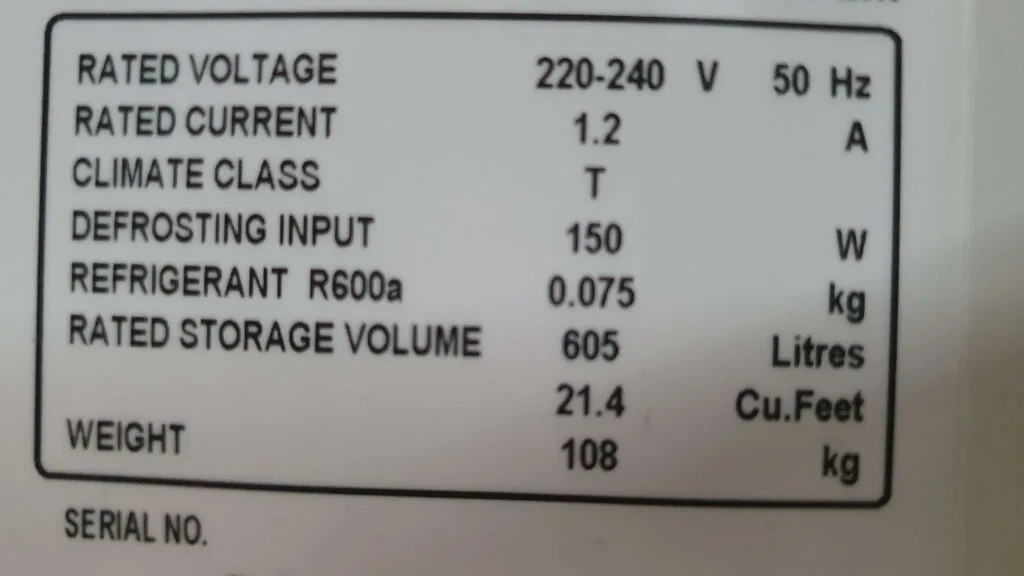 RATED VOLTAGE 220-240 V 50 Hz
RATED CURRENT 1.2 A
CLIMATE CLASS T
DEFROSTING INPUT 150 W
REFRIGERANT R600a 0.075 kg
RATED STORAGE VOLUME 605 Litres
21.4 Cu.Feet
WEIGHT 108 kg
SERIAL NO.